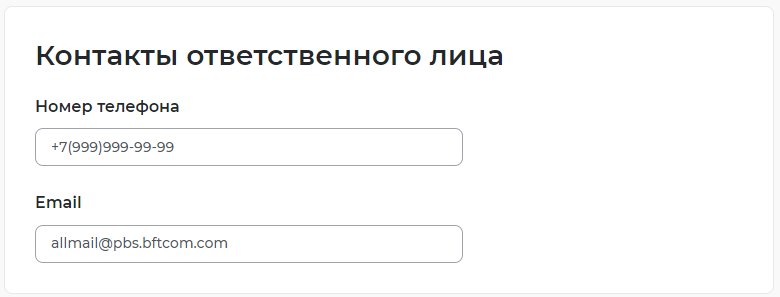 Контакты ответственного лица
Номер телефона
+7(999)999-99-99
Email
allmail@pbs.bftcom.com